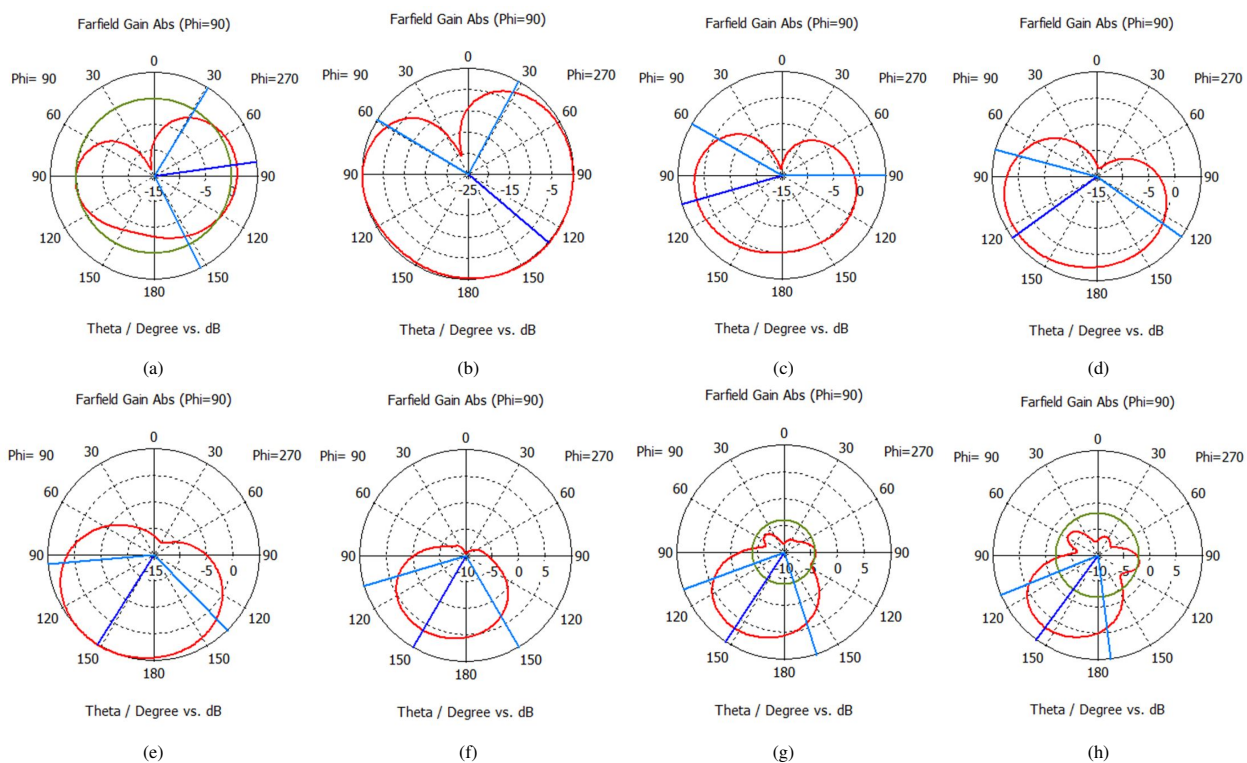 Farfield Gain Abs (Phi=90)
0
Phi= 90 30 30 Phi=270
60 60
90 -15 -5 0 90
120 120
150 150
180
Theta / Degree vs. dB
(a)
Farfield Gain Abs (Phi=90)
0
Phi= 90 30 30 Phi=270
60 60
90 -25 -15 -5 90
120 120
150 150
180
Theta / Degree vs. dB
(b)
Farfield Gain Abs (Phi=90)
0
Phi= 90 30 30 Phi=270
60 60
90 -15 -5 0 90
120 120
150 150
180
Theta / Degree vs. dB
(c)
Farfield Gain Abs (Phi=90)
0
Phi= 90 30 30 Phi=270
60 60
90 -15 -5 0 90
120 120
150 150
180
Theta / Degree vs. dB
(d)
Farfield Gain Abs (Phi=90)
0
Phi= 90 30 30 Phi=270
60 60
90 -15 -5 0 90
120 120
150 150
180
Theta / Degree vs. dB
(e)
Farfield Gain Abs (Phi=90)
0
Phi= 90 30 30 Phi=270
60 60
90 -10 -5 0 5 90
120 120
150 150
180
Theta / Degree vs. dB
(f)
Farfield Gain Abs (Phi=90)
0
Phi= 90 30 30 Phi=270
60 60
90 -10 0 5 90
120 120
150 150
180
Theta / Degree vs. dB
(g)
Farfield Gain Abs (Phi=90)
0
Phi= 90 30 30 Phi=270
60 60
90 -10 -5 0 5 90
120 120
150 150
180
Theta / Degree vs. dB
(h)